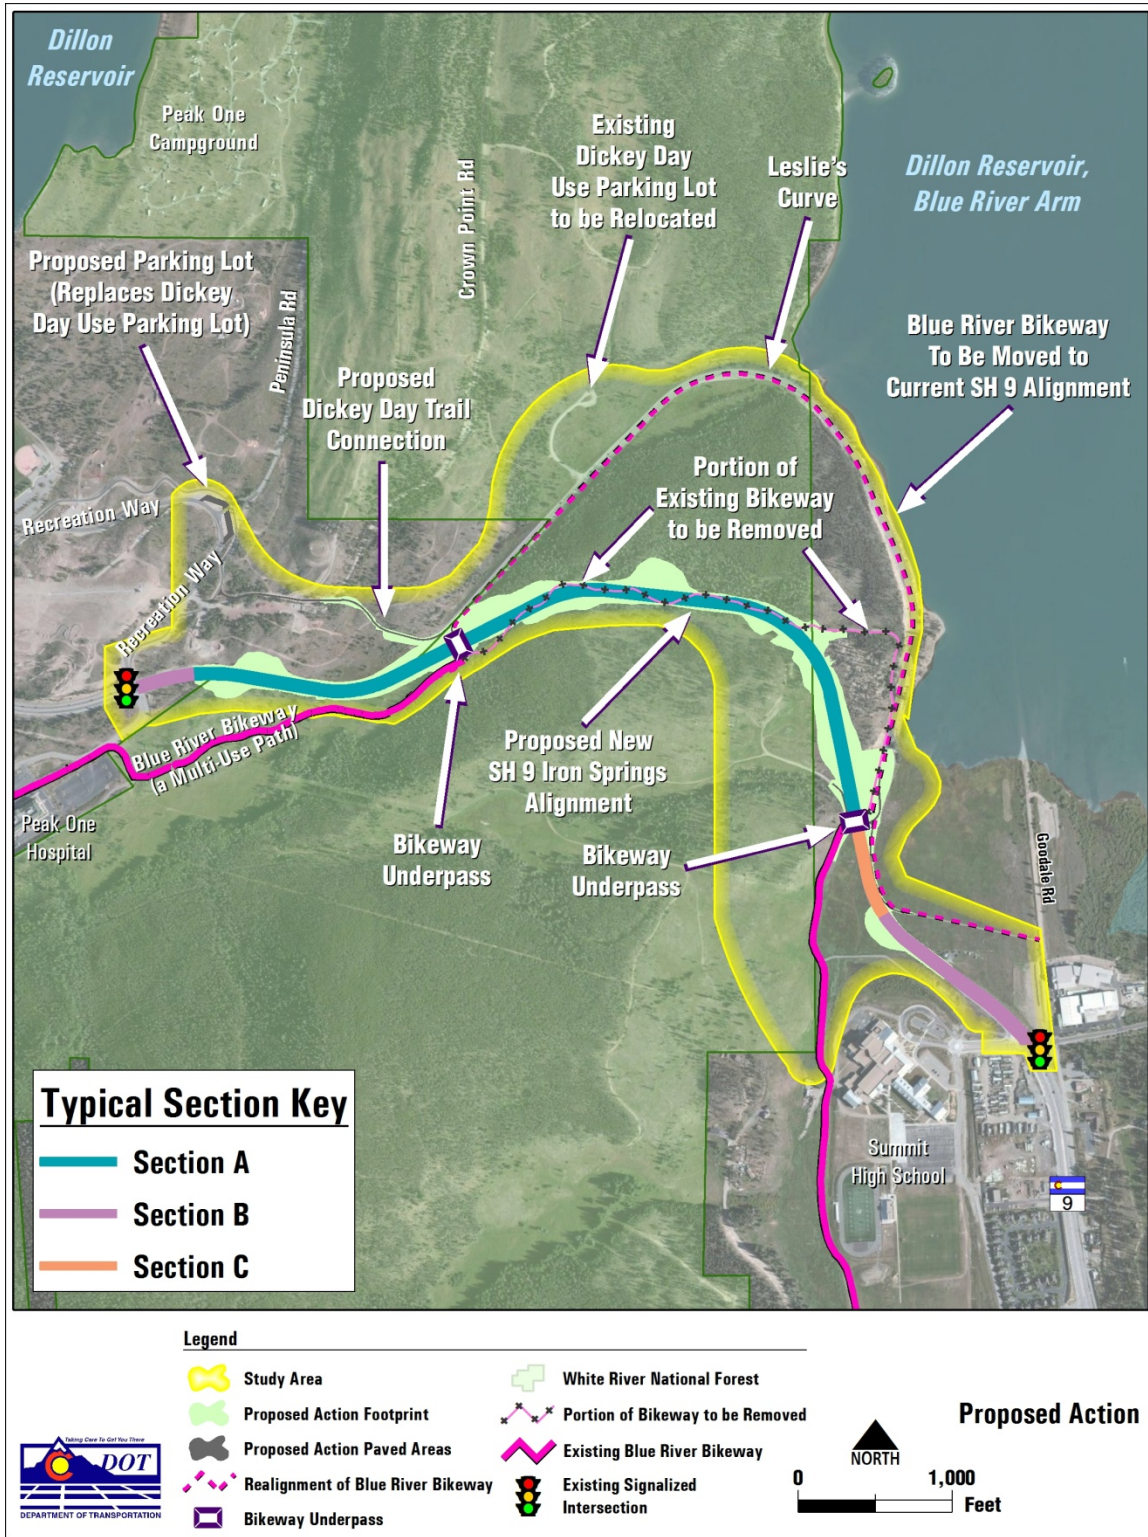 Dillon
Reservoir
Peak One
Campground
Existing
Dickey Day
Use Parking Lot
to be Relocated
Leslie's
Curve
Dillon Reservoir,
Blue River Arm
Crown Point Rd
Proposed Parking Lot
(Replaces Dickey
Day Use Parking Lot)
Peninsula Rd
Blue River Bikeway
To Be Moved to
Current SH 9 Alignment
Proposed
Dickey Day Trail
Connection
Portion of
Existing Bikeway
to be Removed
Recreation Way
Recreation Way
Blue River Bikeway
(a Multi-Use Path)
Proposed New
SH 9 Iron Springs
Alignment
Peak One
Hospital
Bikeway
Underpass
Bikeway
Underpass
Goodale Rd
Summit
High School
9
Typical Section Key
Section A
Section B
Section C
Legend
Study Area
Proposed Action Footprint
Proposed Action Paved Areas
Realignment of Blue River Bikeway
Bikeway Underpass
White River National Forest
Portion of Bikeway to be Removed
Existing Blue River Bikeway
Existing Signalized
Intersection
Proposed Action
NORTH
0 1,000
Feet
Taking Care To Get You There
DOT
DEPARTMENT OF TRANSPORTATION